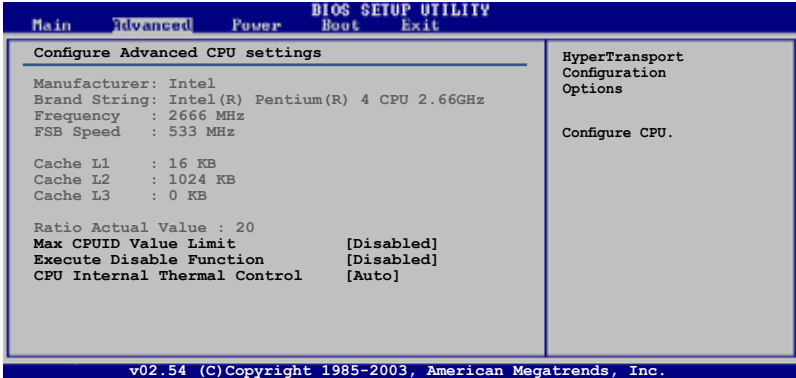 BIOS SETUP UTILITY
Main Advanced Power Boot Exit
Configure Advanced CPU settings
Manufacturer: Intel
Brand String: Intel(R) Pentium(R) 4 CPU 2.66GHz
Frequency : 2666 MHz
FSB Speed : 533 MHz
Cache L1 : 16 KB
Cache L2 : 1024 KB
Cache L3 : 0 KB
Ratio Actual Value : 20
Max CPUID Value Limit [Disabled]
Execute Disable Function [Disabled]
CPU Internal Thermal Control [Auto]
HyperTransport
Configuration
Options
Configure CPU.
v02.54 (C)Copyright 1985-2003, American Megatrends, Inc.